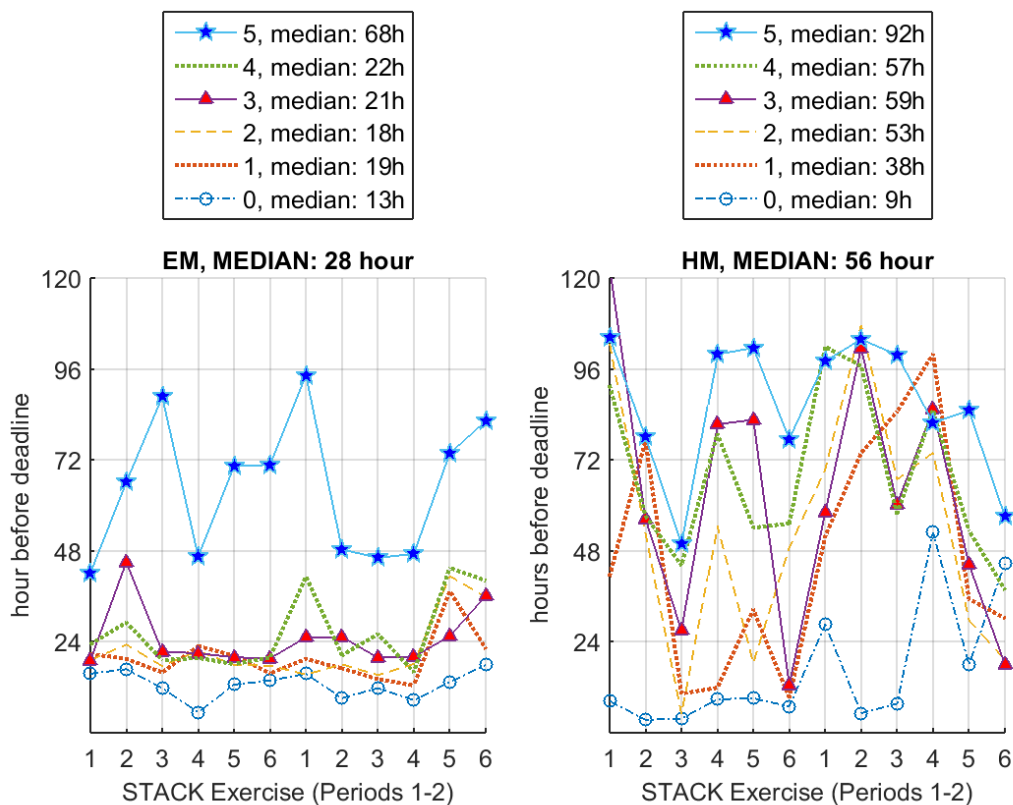 5, median: 68h
4, median: 22h
3, median: 21h
2, median: 18h
1, median: 19h
0, median: 13h
EM, MEDIAN: 28 hour
120
96
72
48
24
hour before deadline
1 2 3 4 5 6 1 2 3 4 5 6
STACK Exercise (Periods 1-2)
5, median: 92h
4, median: 57h
3, median: 59h
2, median: 53h
1, median: 38h
0, median: 9h
HM, MEDIAN: 56 hour
120
96
72
48
24
hours before deadline
1 2 3 4 5 6 1 2 3 4 5 6
STACK Exercise (Periods 1-2)